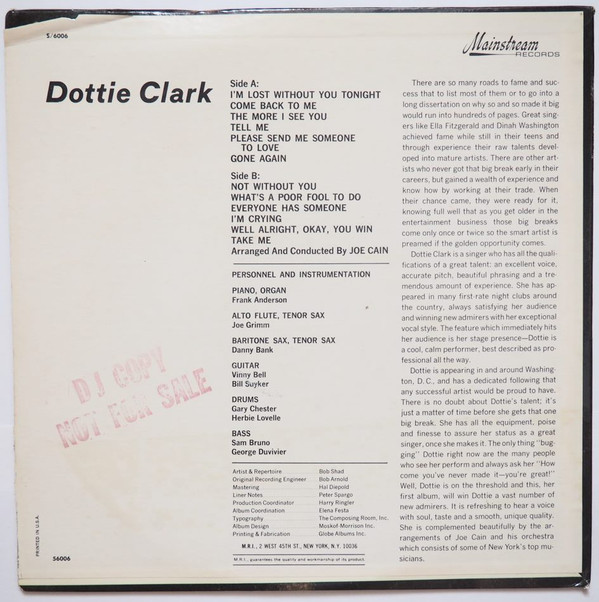 S/6006
Mainstream
RECORDS
Dottie Clark
Side A:
I'M LOST WITHOUT YOU TONIGHT
COME BACK TO ME
THE MORE I SEE YOU
TELL ME
PLEASE SEND ME SOMEONE
TO LOVE
GONE AGAIN
Side B:
NOT WITHOUT YOU
WHAT'S A POOR FOOL TO DO
EVERYONE HAS SOMEONE
I'M CRYING
WELL ALRIGHT, OKAY, YOU WIN
TAKE ME
Arranged And Conducted By JOE CAIN
PERSONNEL AND INSTRUMENTATION
PIANO, ORGAN
Frank Anderson
ALTO FLUTE, TENOR SAX
Joe Grimm
BARITONE SAX, TENOR SAX
Danny Bank
GUITAR
Vinny Bell
Bill Suyker
DRUMS
Gary Chester
Herbie Lovelle
BASS
Sam Bruno
George Duvivier
Artist & Repertoire Bob Shad
Original Recording Engineer Bob Arnold
Mastering Hal Diepold
Liner Notes Peter Spargo
Production Coordinator Harry Ringler
Album Coordination Elena Festa
Typography The Composing Room, Inc.
Album Design Moskof-Morrison Inc.
Printing & Fabrication Globe Albums Inc.
M.R.I., 2 WEST 45TH ST., NEW YORK, N.Y. 10036
M.R.I., guarantees the quality and workmanship of its product.
There are so many roads to fame and suc-
cess that to list most of them or to go into a
long dissertation on why so and so made it big
would run into hundreds of pages. Great sing-
ers like Ella Fitzgerald and Dinah Washington
achieved fame while still in their teens and
through experience their raw talents devel-
oped into mature artists. There are other art-
ists who never got that big break early in their
careers, but gained a wealth of experience and
know how by working at their trade. When
their chance came, they were ready for it,
knowing full well that as you get older in the
entertainment business those big breaks
come only once or twice so the smart artist is
preamed if the golden opportunity comes.
Dottie Clark is a singer who has all the quali-
fications of a great talent: an excellent voice,
accurate pitch, beautiful phrasing and a tre-
mendous amount of experience. She has ap-
peared in many first-rate night clubs around
the country, always satisfying her audience
and winning new admirers with her exceptional
vocal style. The feature which immediately hits
her audience is her stage presence—Dottie is
a cool, calm performer, best described as pro-
fessional all the way.
Dottie is appearing in and around Washing-
ton, D. C., and has a dedicated following that
any successful artist would be proud to have.
There is no doubt about Dottie's talent; it's
just a matter of time before she gets that one
big break. She has all the equipment, poise
and finesse to assure her status as a great
singer, once she makes it. The only thing "bug-
ging" Dottie right now are the many people
who see her perform and always ask her "How
come you've never made it—you're great!"
Well, Dottie is on the threshold and this, her
first album, will win Dottie a vast number of
new admirers. It is refreshing to hear a voice
with soul, taste and a smooth, unique quality.
She is complemented beautifully by the ar-
rangements of Joe Cain and his orchestra
which consists of some of New York's top mu-
sicians.
DJ COPY
NOT FOR SALE
PRINTED IN U.S.A.
56006